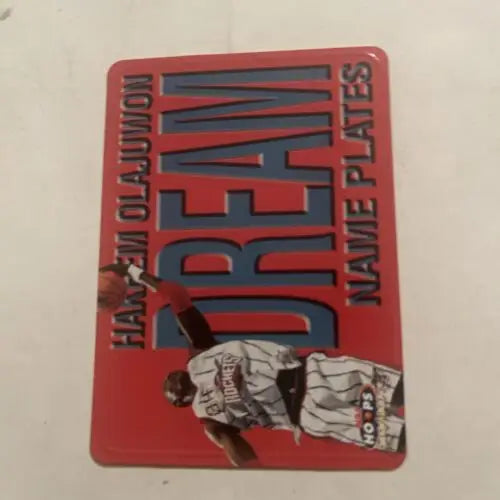 HAKEEM OLAJUWON
DREAM
NAME PLATES
ROCKETS
HOOPS